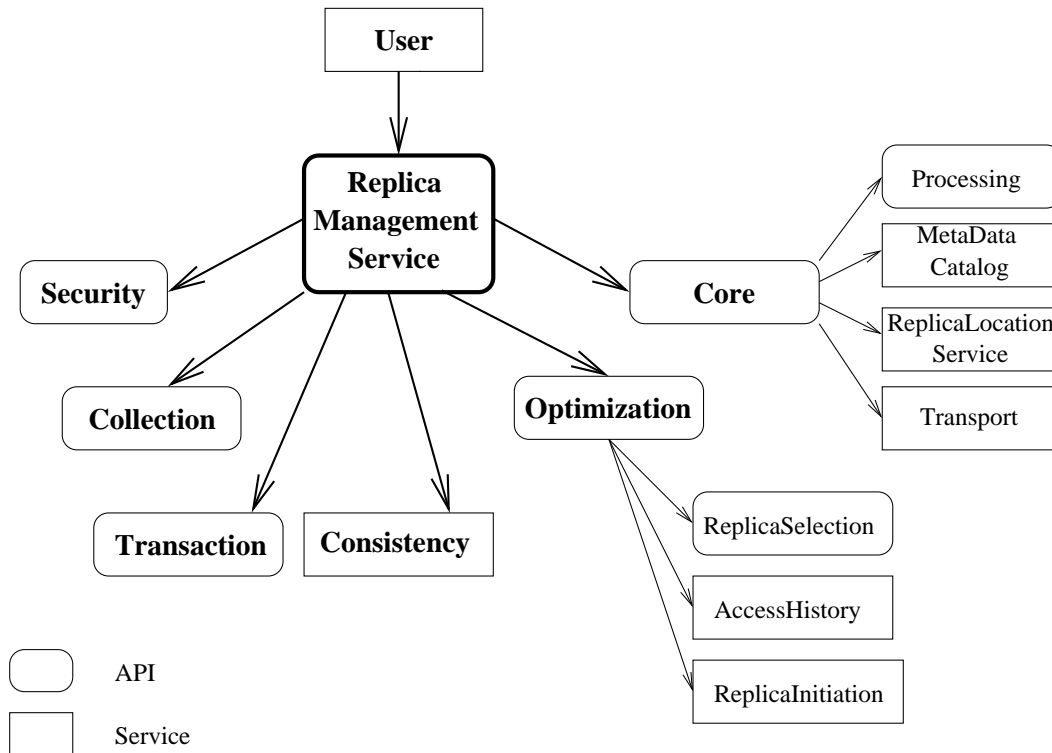 User
Replica
Management
Service
Processing
MetaData
Catalog
Security
Core
ReplicaLocation
Service
Collection
Optimization
Transport
Transaction
Consistency
ReplicaSelection
AccessHistory
API
ReplicaInitiation
Service